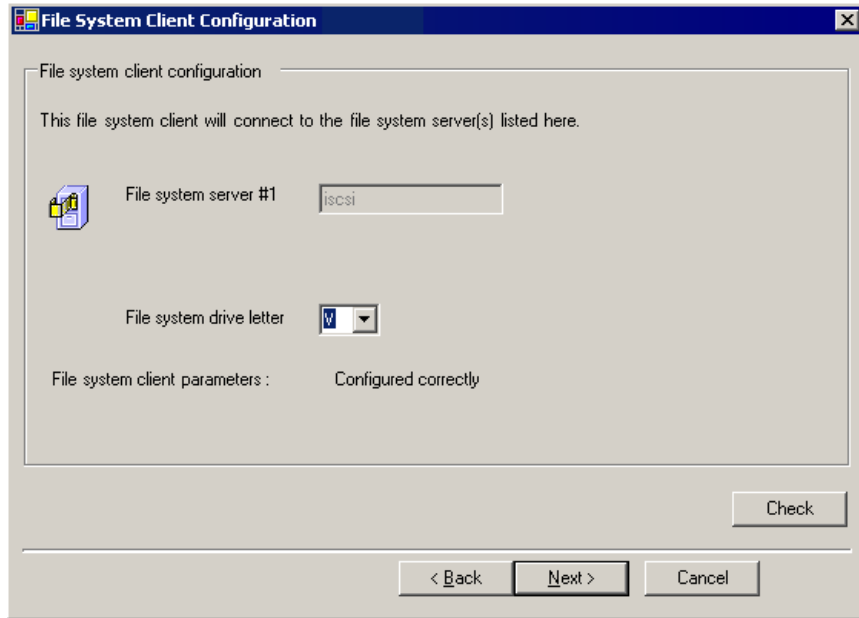 File System Client Configuration
File system client configuration
This file system client will connect to the file system server(s) listed here.
File system server #1
iscsi
File system drive letter
V
File system client parameters :
Configured correctly
Check
< Back
Next >
Cancel